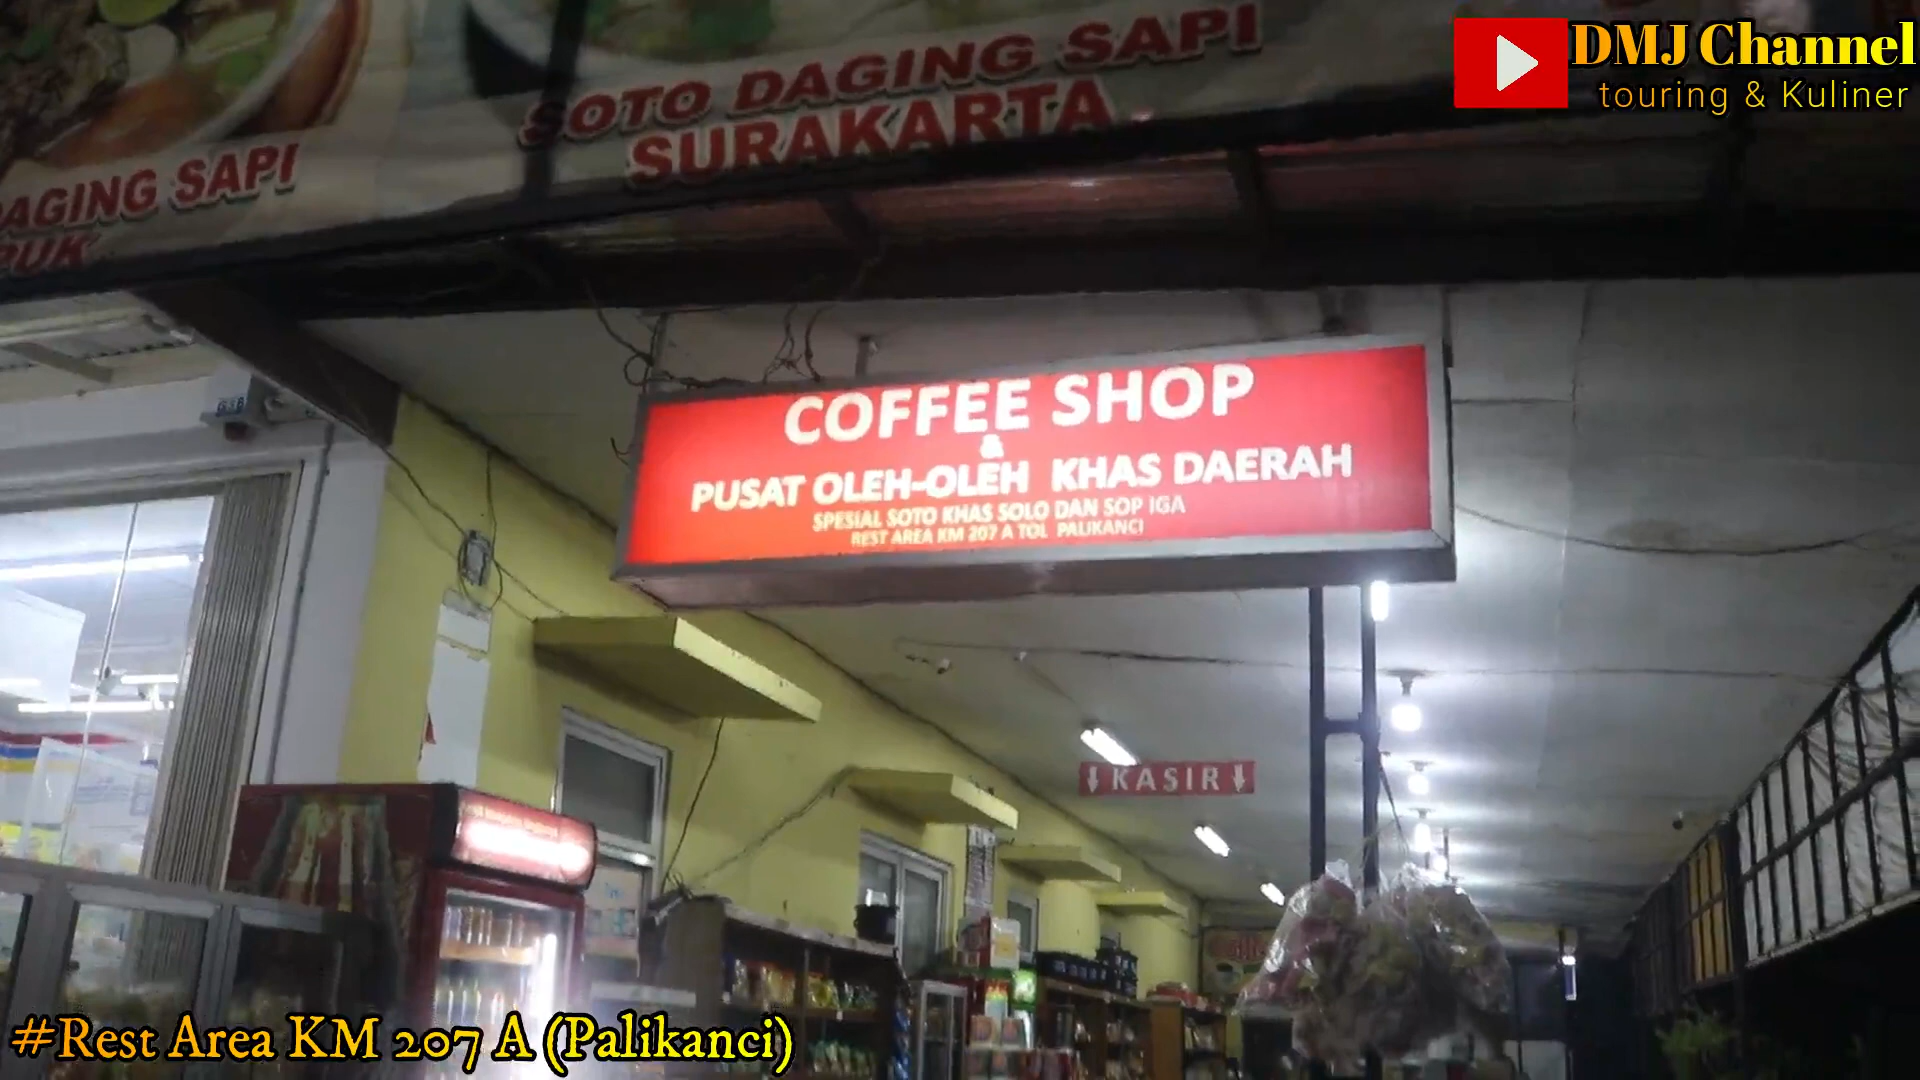 DMJ Channel
touring & Kuliner
SOTO DAGING SAPI
SURAKARTA
DAGING SAPI
COFFEE SHOP
&
PUSAT OLEH-OLEH KHAS DAERAH
SPESIAL SOTO KHAS SOLO DAN SOP IGA
REST AREA KM 207 A TOL PALIKANCI
KASIR
#Rest Area KM 207 A (Palikanci)